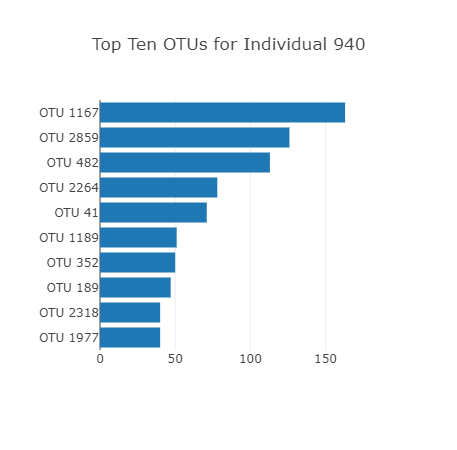 Top Ten OTUs for Individual 940
OTU 1167
OTU 2859
OTU 482
OTU 2264
OTU 41
OTU 1189
OTU 352
OTU 189
OTU 2318
OTU 1977
0 50 100 150